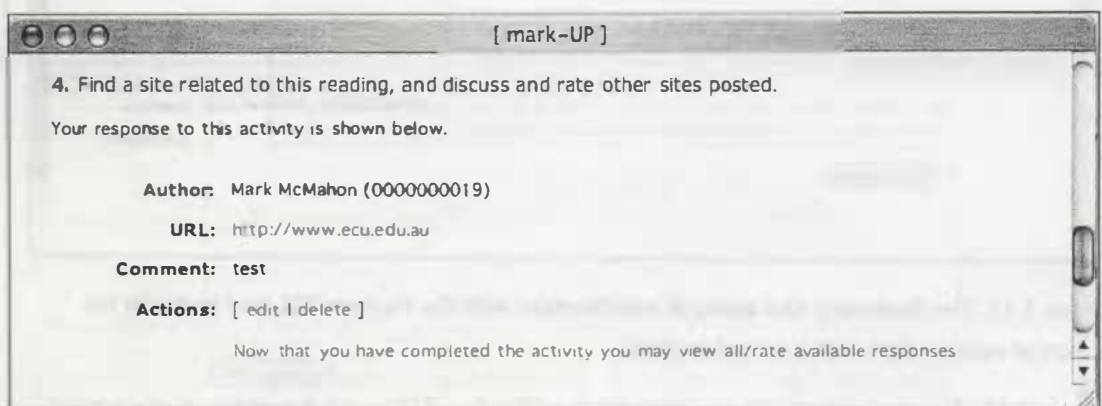 [ mark-UP ]
4. Find a site related to this reading, and discuss and rate other sites posted.
Your response to this activity is shown below.
Author: Mark McMahon (0000000019)
URL: http://www.ecu.edu.au
Comment: test
Actions: [ edit | delete ]
Now that you have completed the activity you may view all/rate available responses